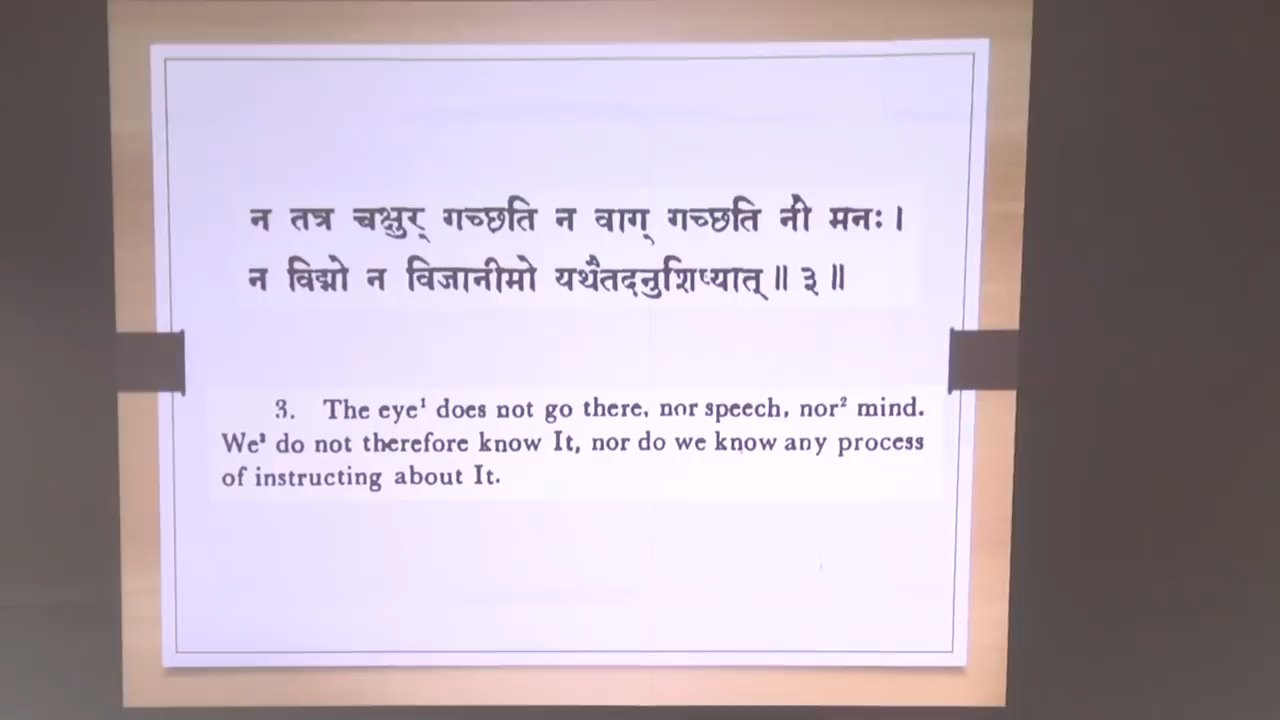 न तत्र चक्षुर् गच्छति न वाग् गच्छति नो मनः।
न विद्मो न विजानीमो यथैतदनुशिष्यात्॥ ३॥
3. The eye¹ does not go there, nor speech, nor² mind.
We³ do not therefore know It, nor do we know any process
of instructing about It.